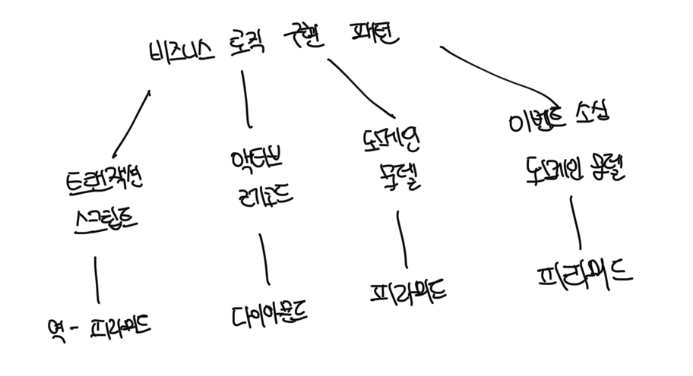 비즈니스 로직 구현 패턴
트랜잭션
스크립트
액티브
레코드
도메인
모델
이벤트 소싱
도메인 모델
역-피라미드
다이아몬드
피라미드
피라미드